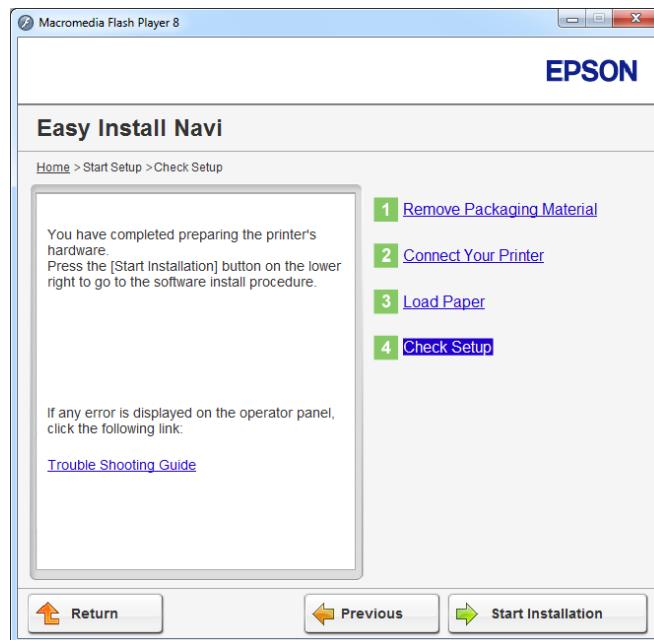 Macromedia Flash Player 8
EPSON
Easy Install Navi
Home > Start Setup >Check Setup
You have completed preparing the printer's
hardware.
Press the [Start Installation] button on the lower
right to go to the software install procedure.
If any error is displayed on the operator panel,
click the following link:
Trouble Shooting Guide
1 Remove Packaging Material
2 Connect Your Printer
3 Load Paper
4 Check Setup
Return
Previous
Start Installation